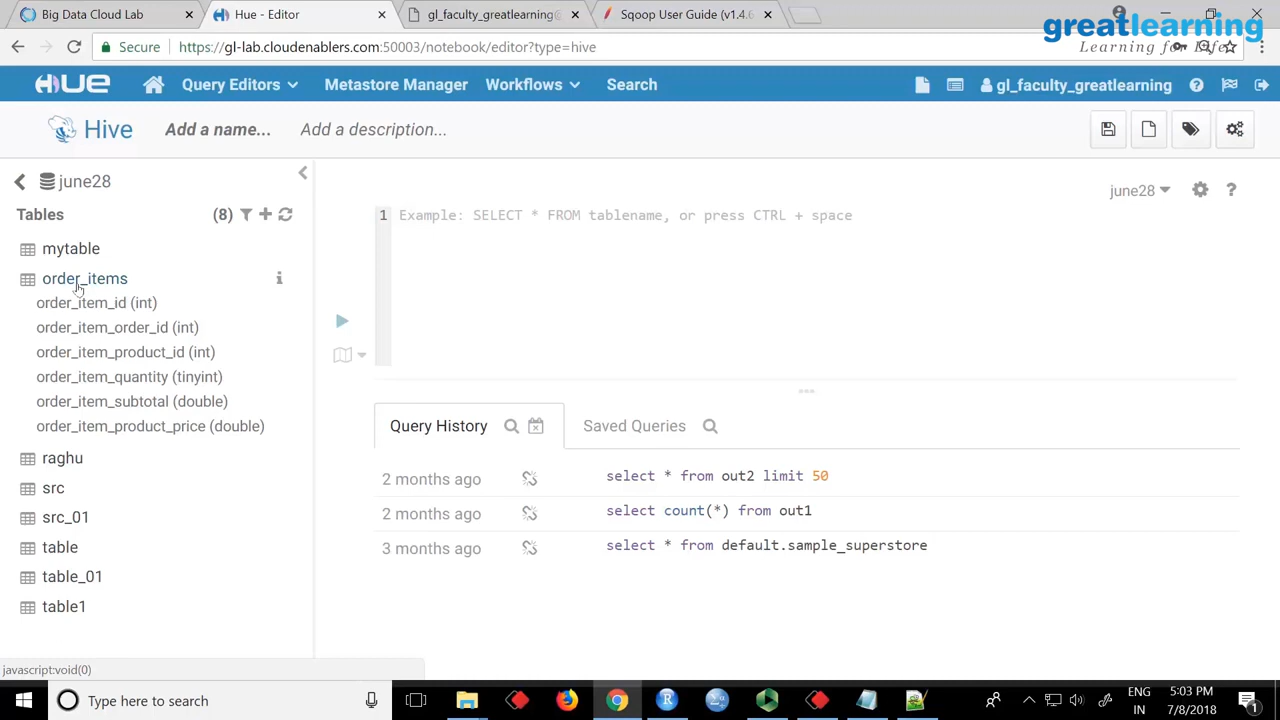 Big Data Cloud Lab
Hue - Editor
gl_faculty_greatlearning@
Sqoop User Guide (v1.4.6
greatlearning
Learning for Life
Secure
https://gl-lab.cloudenablers.com:50003/notebook/editor?type=hive
HUE
Query Editors
Metastore Manager
Workflows
Search
gl_faculty_greatlearning
Hive
Add a name...
Add a description...
june28
june28
Tables
(8)
1
Example: SELECT * FROM tablename, or press CTRL + space
mytable
order_items
order_item_id (int)
order_item_order_id (int)
order_item_product_id (int)
order_item_quantity (tinyint)
order_item_subtotal (double)
order_item_product_price (double)
raghu
src
src_01
table
table_01
table1
Query History
Saved Queries
2 months ago
select * from out2 limit 50
2 months ago
select count(*) from out1
3 months ago
select * from default.sample_superstore
javascript:void(0)
Type here to search
ENG
IN
5:03 PM
7/8/2018
1